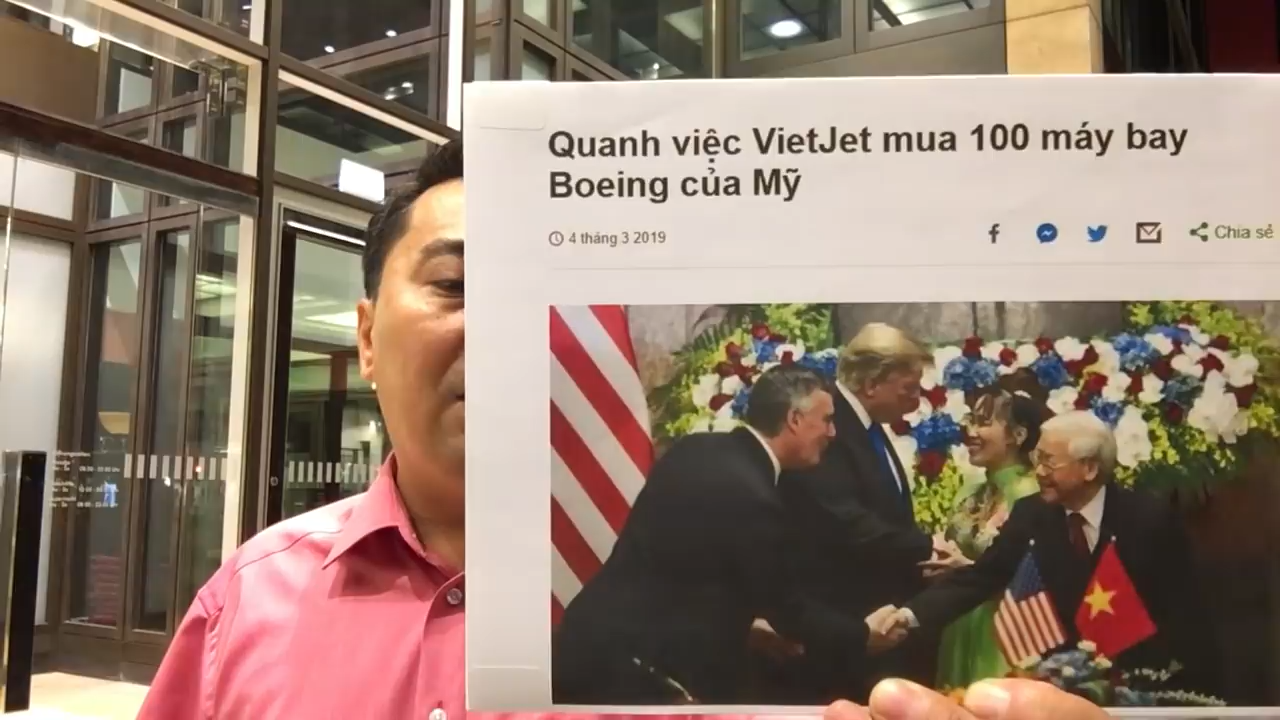 Quanh việc VietJet mua 100 máy bay
Boeing của Mỹ
4 tháng 3 2019
Chia sẻ